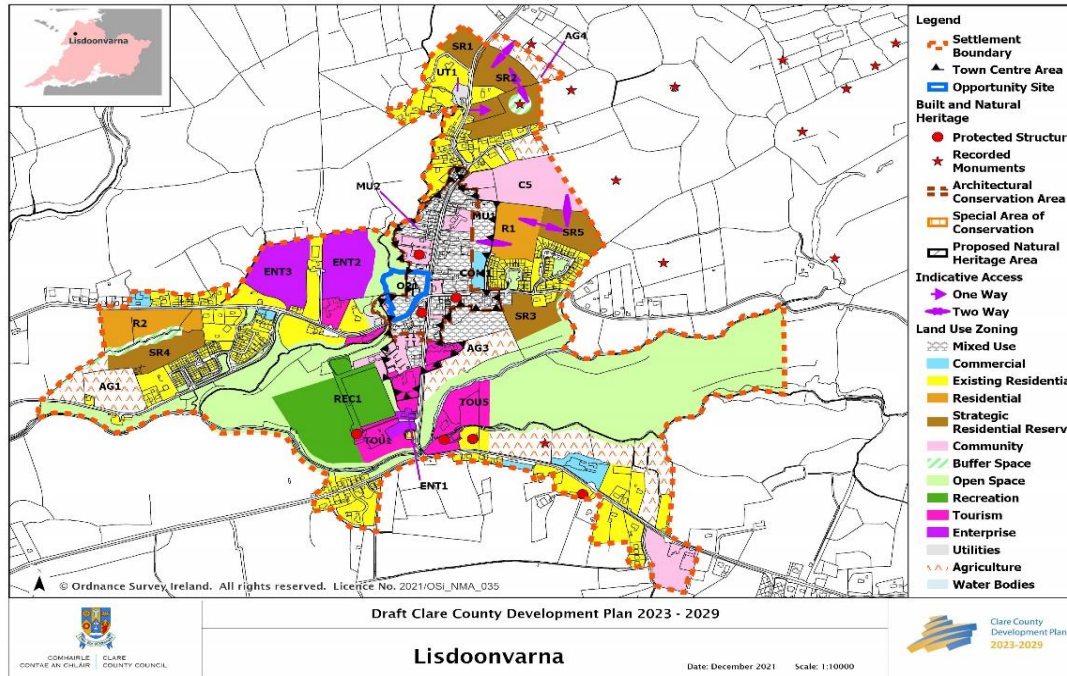 Lisdoonvarna
SR1
AG4
UT1
SR2
C5
MU2
MU1
R1
SR5
ENT3
ENT2
COM1
R2
SR3
SR4
AG3
AG1
REC1
TOU5
TOU1
ENT1
© Ordnance Survey Ireland. All rights reserved. Licence No. 2021/OSi_NMA_035
Legend
Settlement
Boundary
Town Centre Area
Opportunity Site
Built and Natural
Heritage
Protected Structur
Recorded
Monuments
Architectural
Conservation Area
Special Area of
Conservation
Proposed Natural
Heritage Area
Indicative Access
One Way
Two Way
Land Use Zoning
Mixed Use
Commercial
Existing Residentia
Residential
Strategic
Residential Reserv
Community
Buffer Space
Open Space
Recreation
Tourism
Enterprise
Utilities
Agriculture
Water Bodies
COMHAIRLE
CONTAE AN CHLÁIR
CLARE
COUNTY COUNCIL
Draft Clare County Development Plan 2023 - 2029
Lisdoonvarna
Date: December 2021
Scale: 1:10000
Clare County
Development Plan
2023-2029